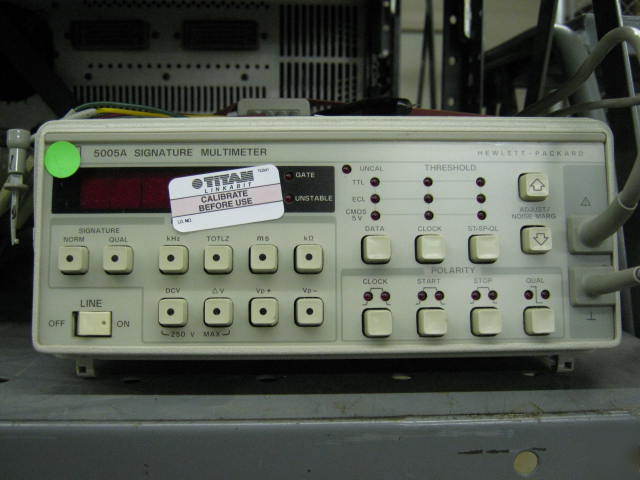 5005A SIGNATURE MULTIMETER
HEWLETT-PACKARD
TITAN
LINKABIT
CALIBRATE
BEFORE USE
GATE
UNSTABLE
UNCAL
THRESHOLD
TTL
ECL
CMOS
5V
DATA
CLOCK
ST-SP-QL
ADJUST/
NOISE MARG
SIGNATURE
NORM QUAL
kHz TOTLZ ms kΩ
DCV ΔV Vp+ Vp-
250 V MAX
LINE
OFF ON
POLARITY
CLOCK START STOP QUAL